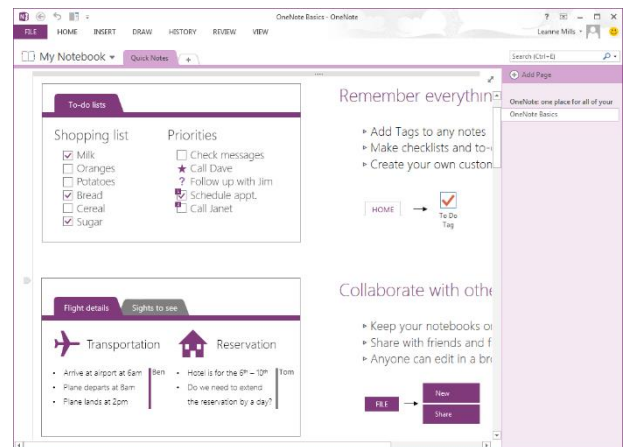 OneNote Basics - OneNote
FILE HOME INSERT DRAW HISTORY REVIEW VIEW
Leanne Mills
My Notebook
Quick Notes
Search (Ctrl+E)
Add Page
OneNote: one place for all of your
OneNote Basics
To-do lists
Shopping list
Milk
Oranges
Potatoes
Bread
Cereal
Sugar
Priorities
Check messages
Call Dave
? Follow up with Jim
Schedule appt.
Call Janet
Remember everythin
Add Tags to any notes
Make checklists and to-
Create your own custon
HOME
To Do
Tag
Flight details
Sights to see
Transportation
• Arrive at airport at 6am
• Plane departs at 8am
• Plane lands at 2pm
Ben
Reservation
• Hotel is for the 6th – 10th
• Do we need to extend
the reservation by a day?
Tom
Collaborate with othe
Keep your notebooks o
Share with friends and f
Anyone can edit in a bro
FILE
New
Share